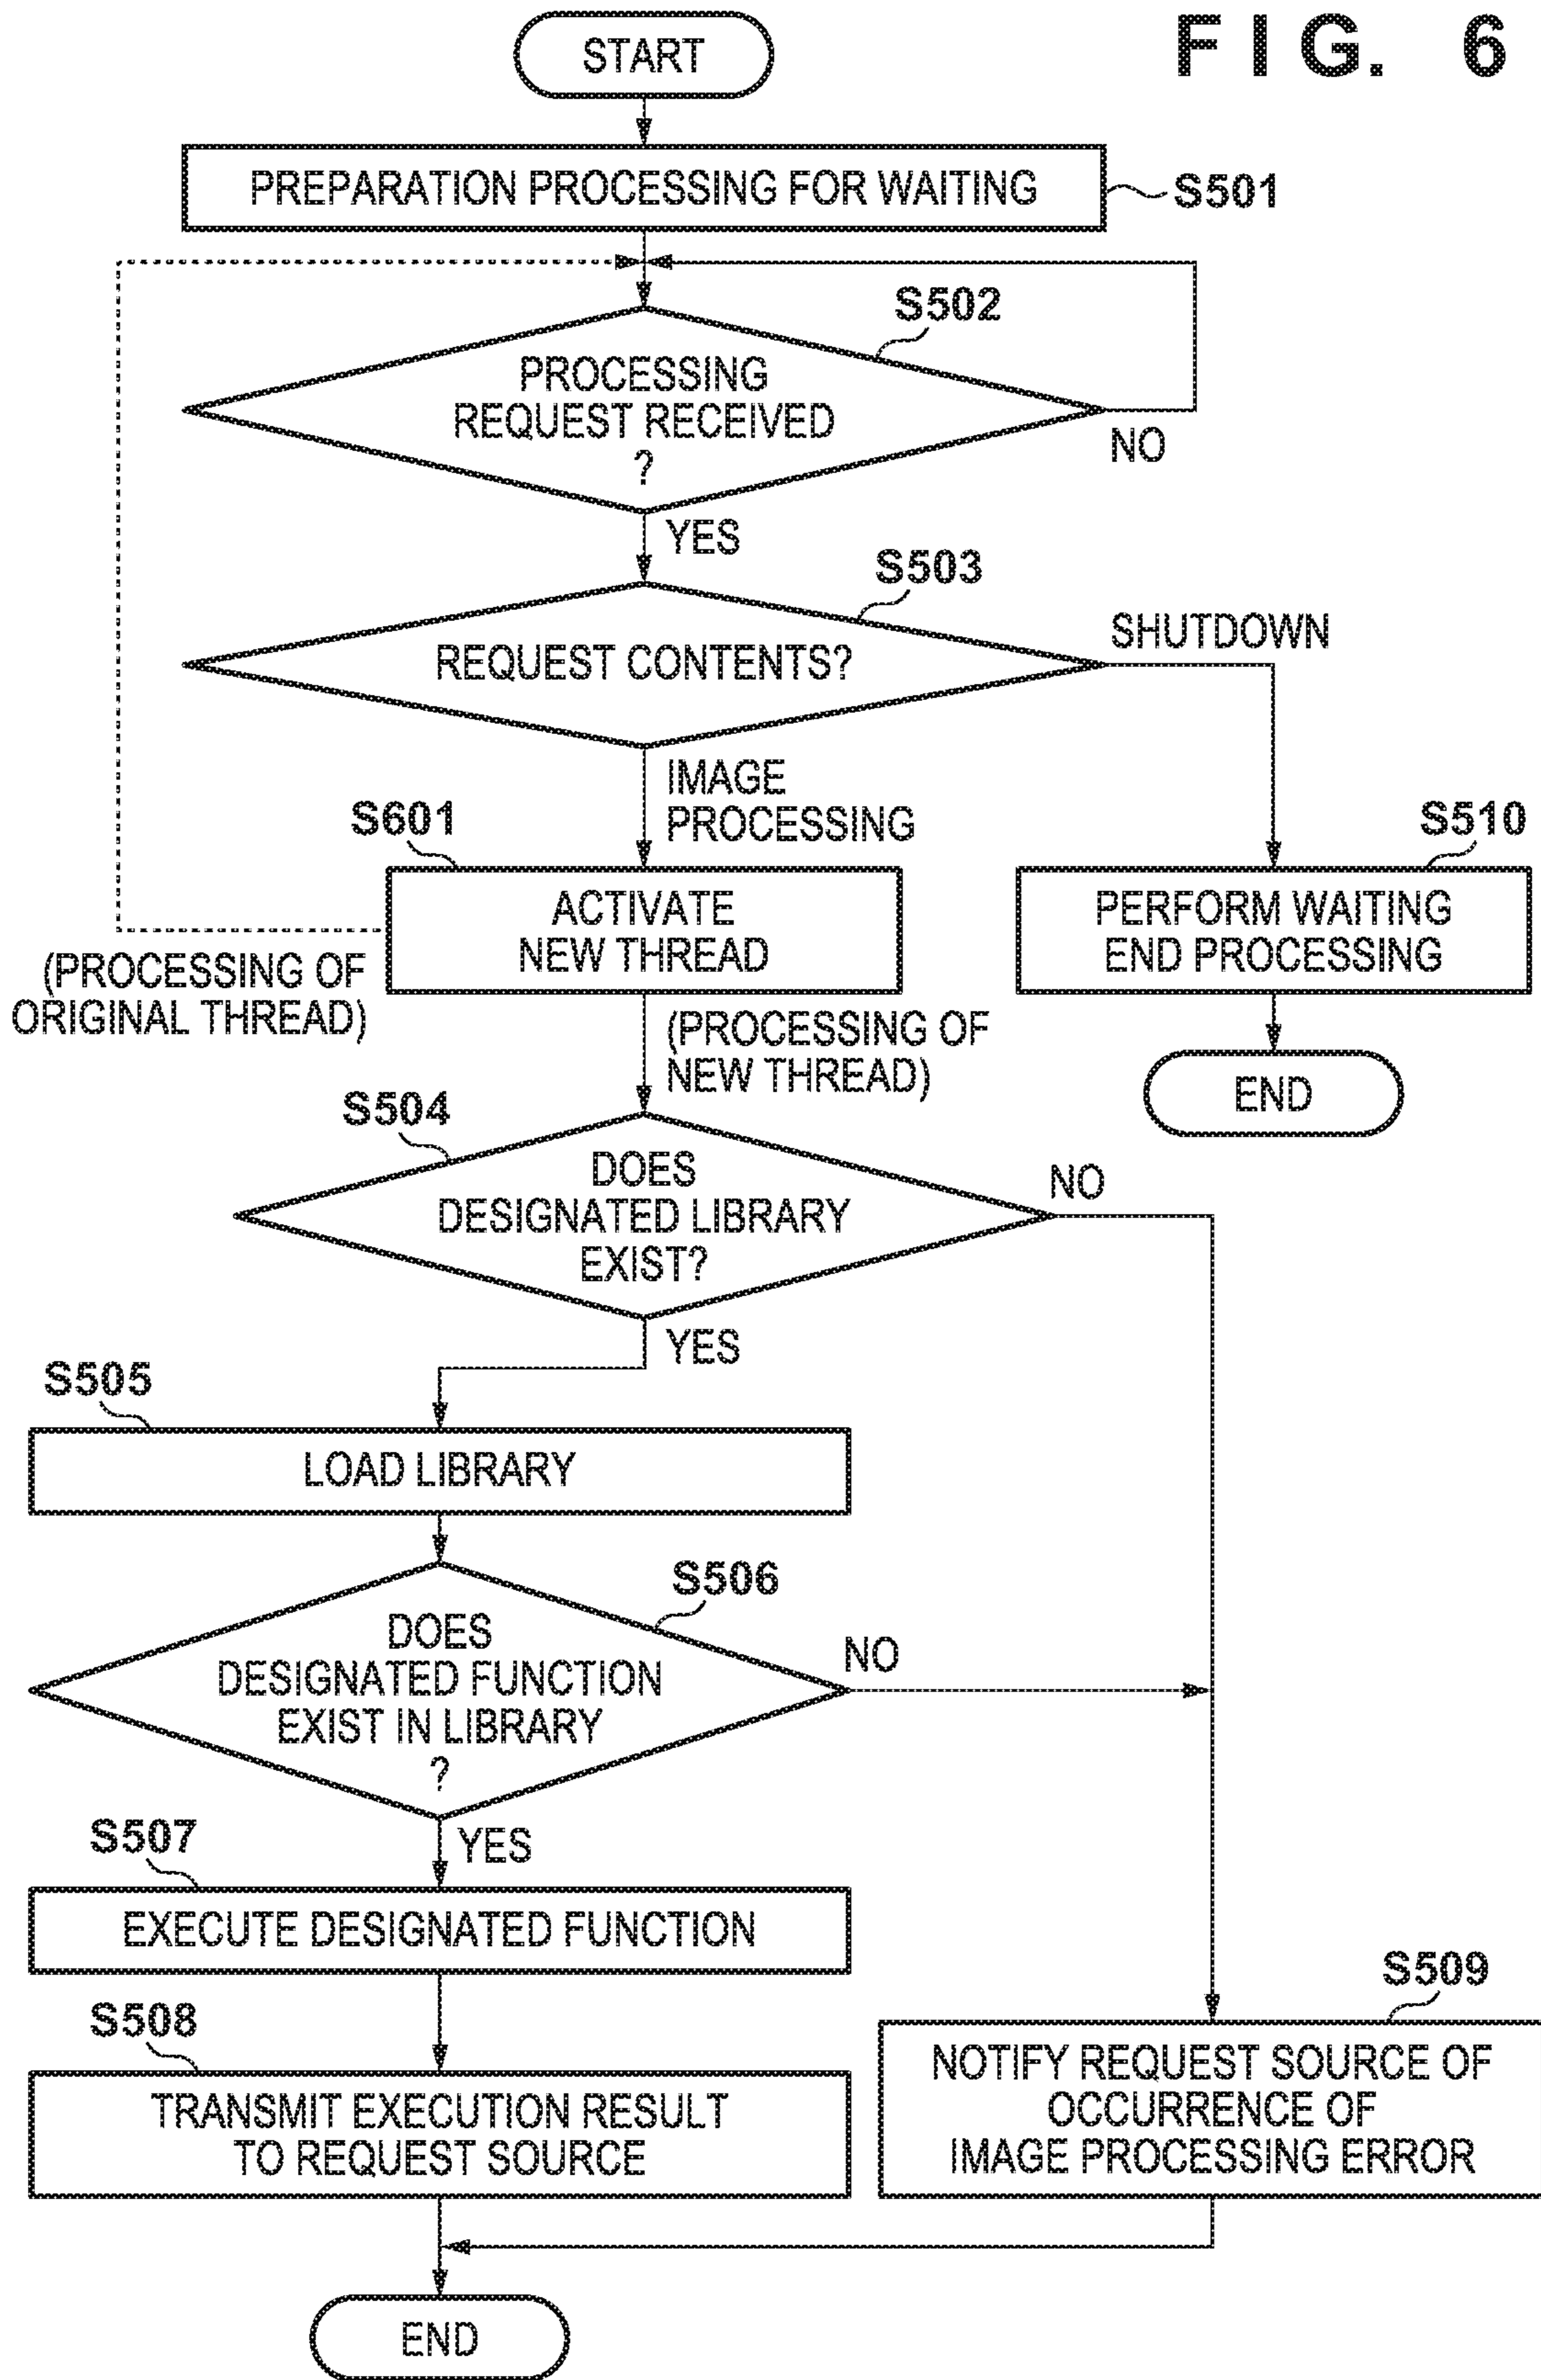 FIG. 6
START
PREPARATION PROCESSING FOR WAITING
S501
S502
PROCESSING
REQUEST RECEIVED
?
NO
YES
S503
REQUEST CONTENTS?
SHUTDOWN
IMAGE
PROCESSING
S601
ACTIVATE
NEW THREAD
S510
PERFORM WAITING
END PROCESSING
(PROCESSING OF
ORIGINAL THREAD)
(PROCESSING OF
NEW THREAD)
END
S504
DOES
DESIGNATED LIBRARY
EXIST?
NO
YES
S505
LOAD LIBRARY
S506
DOES
DESIGNATED FUNCTION
EXIST IN LIBRARY
?
NO
YES
S507
EXECUTE DESIGNATED FUNCTION
S508
TRANSMIT EXECUTION RESULT
TO REQUEST SOURCE
S509
NOTIFY REQUEST SOURCE OF
OCCURRENCE OF
IMAGE PROCESSING ERROR
END